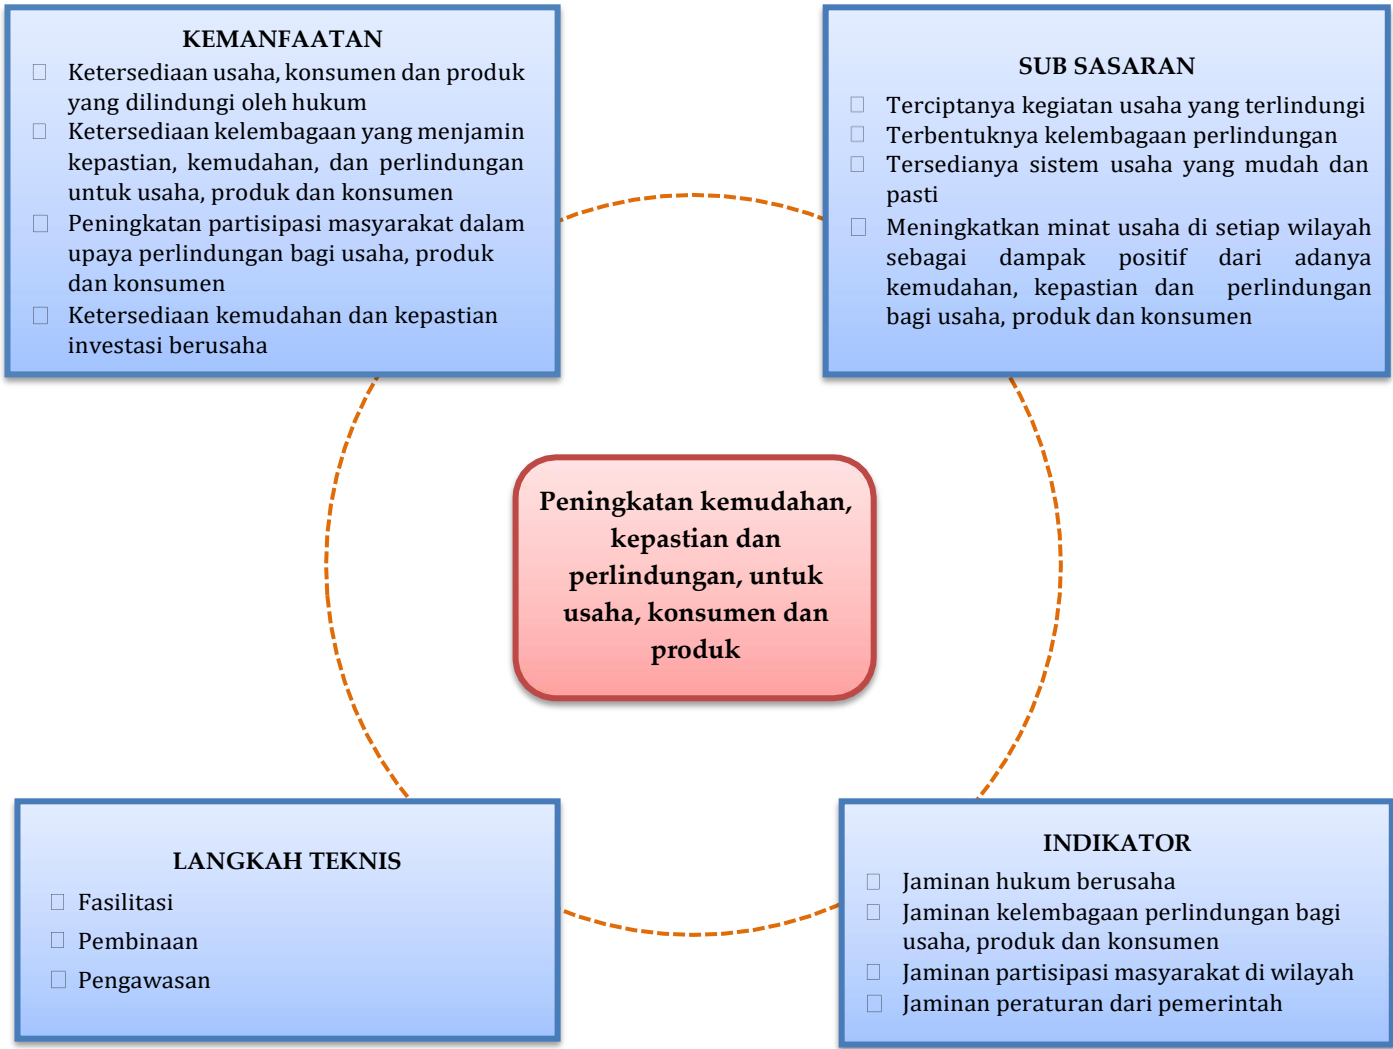 KEMANFAATAN
Ketersediaan usaha, konsumen dan produk
yang dilindungi oleh hukum
Ketersediaan kelembagaan yang menjamin
kepastian, kemudahan, dan perlindungan
untuk usaha, produk dan konsumen
Peningkatan partisipasi masyarakat dalam
upaya perlindungan bagi usaha, produk
dan konsumen
Ketersediaan kemudahan dan kepastian
investasi berusaha
SUB SASARAN
Terciptanya kegiatan usaha yang terlindungi
Terbentuknya kelembagaan perlindungan
Tersedianya sistem usaha yang mudah dan
pasti
Meningkatkan minat usaha di setiap wilayah
sebagai dampak positif dari adanya
kemudahan, kepastian dan perlindungan
bagi usaha, produk dan konsumen
Peningkatan kemudahan,
kepastian dan
perlindungan, untuk
usaha, konsumen dan
produk
LANGKAH TEKNIS
Fasilitasi
Pembinaan
Pengawasan
INDIKATOR
Jaminan hukum berusaha
Jaminan kelembagaan perlindungan bagi
usaha, produk dan konsumen
Jaminan partisipasi masyarakat di wilayah
Jaminan peraturan dari pemerintah